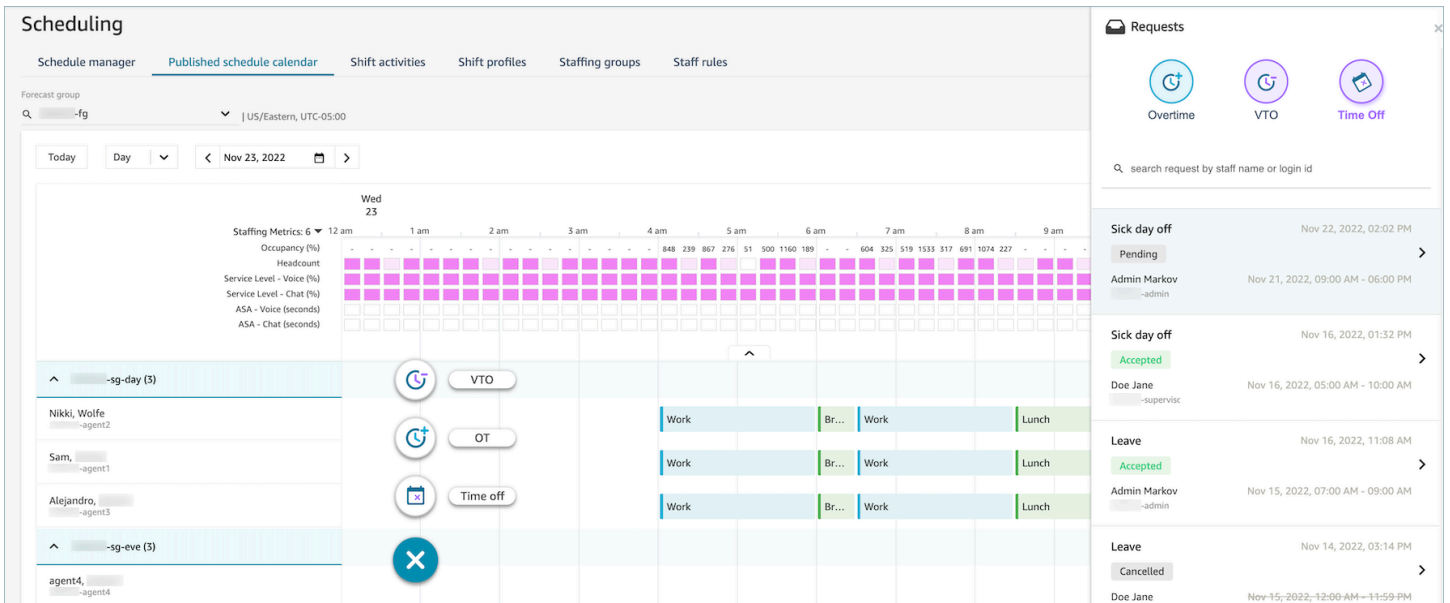 Scheduling
Schedule manager Published schedule calendar Shift activities Shift profiles Staffing groups Staff rules
Forecast group
-fg | US/Eastern, UTC-05:00
Today Day Nov 23, 2022
Wed
23
Staffing Metrics: 6 12 am 1 am 2 am 3 am 4 am 5 am 6 am 7 am 8 am 9 am
Occupancy (%) - - - - - - - - - - - - - - - - 848 239 867 276 51 500 1160 189 - - 604 325 519 1533 317 691 1074 227 - - - -
Headcount
Service Level - Voice (%)
Service Level - Chat (%)
ASA - Voice (seconds)
ASA - Chat (seconds)
-sg-day (3) VTO
Nikki, Wolfe
-agent2
Work Br... Work Lunch
OT
Sam,
-agent1
Work Br... Work Lunch
Time off
Alejandro,
-agent3
Work Br... Work Lunch
-sg-eve (3)
agent4,
-agent4
Requests
Overtime VTO Time Off
search request by staff name or login id
Sick day off Nov 22, 2022, 02:02 PM
Pending
Admin Markov Nov 21, 2022, 09:00 AM - 06:00 PM
-admin
Sick day off Nov 16, 2022, 01:32 PM
Accepted
Doe Jane Nov 16, 2022, 05:00 AM - 10:00 AM
-supervisc
Leave Nov 16, 2022, 11:08 AM
Accepted
Admin Markov Nov 15, 2022, 07:00 AM - 09:00 AM
-admin
Leave Nov 14, 2022, 03:14 PM
Cancelled
Doe Jane Nov 15, 2022, 12:00 AM - 11:59 PM